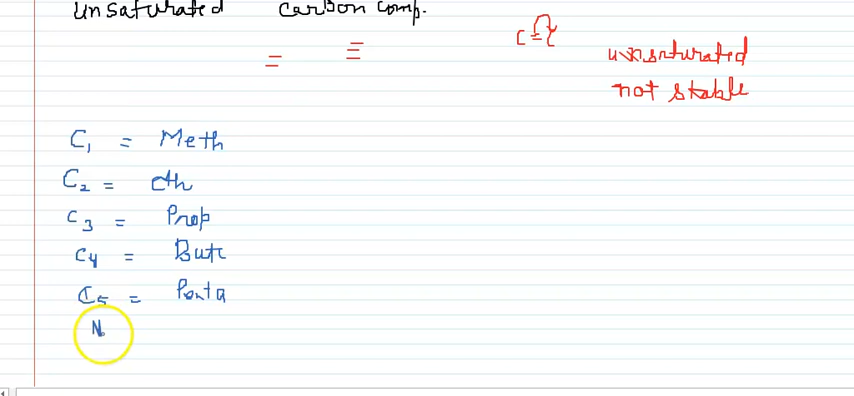 Unsaturated Carbon Comp.
= ≡
unsaturated
not stable
C₁ = Meth
C₂ = Eth
C₃ = Prop
C₄ = Bute
C₅ = Penta
N